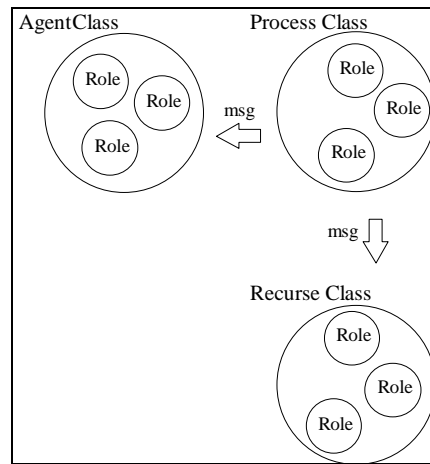 AgentClass
Process Class
Role
Role
Role
msg
Role
Role
Role
msg
Recurse Class
Role
Role
Role